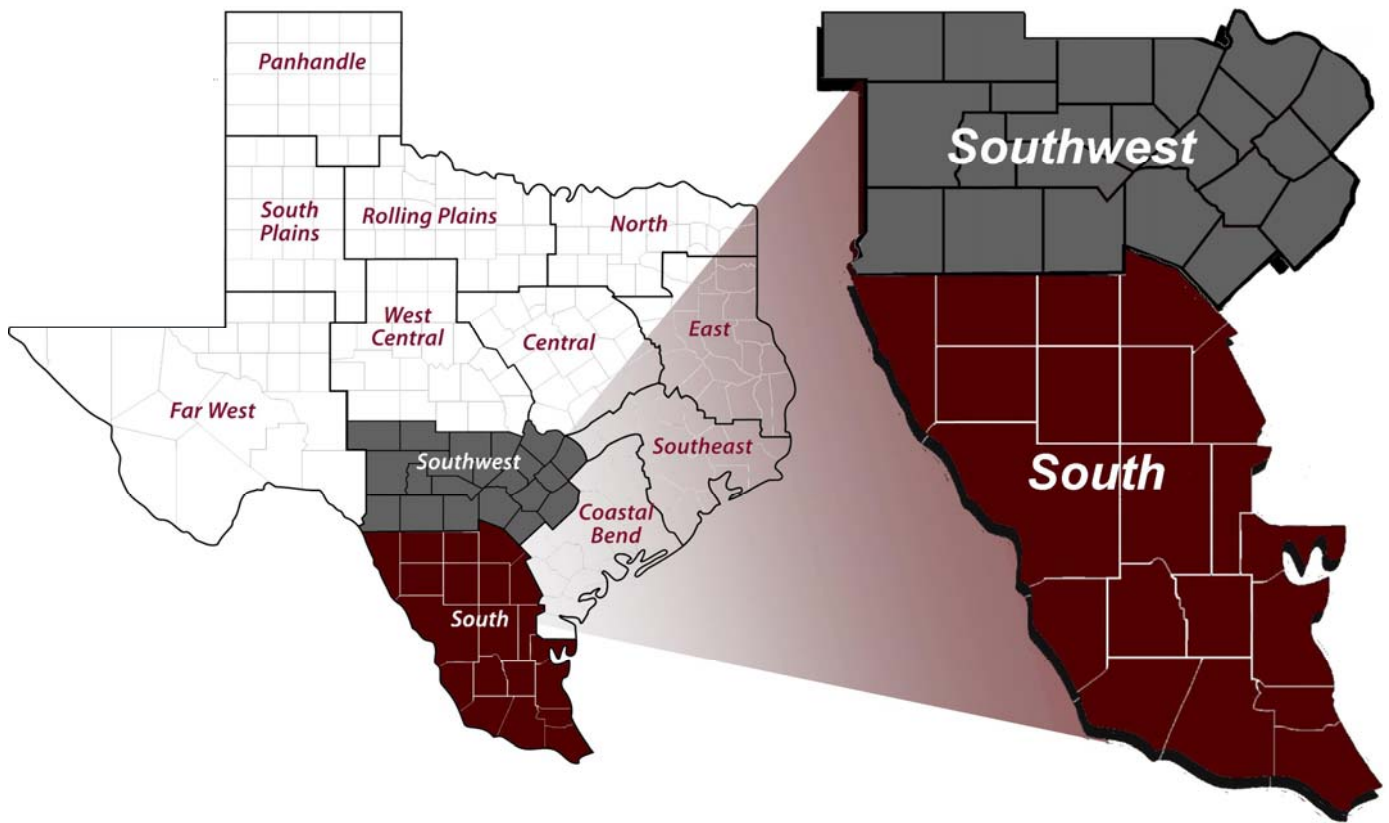 Panhandle
South
Plains
Rolling Plains
North
West
Central
Central
East
Far West
Southwest
Southeast
Coastal
Bend
South
Southwest
South